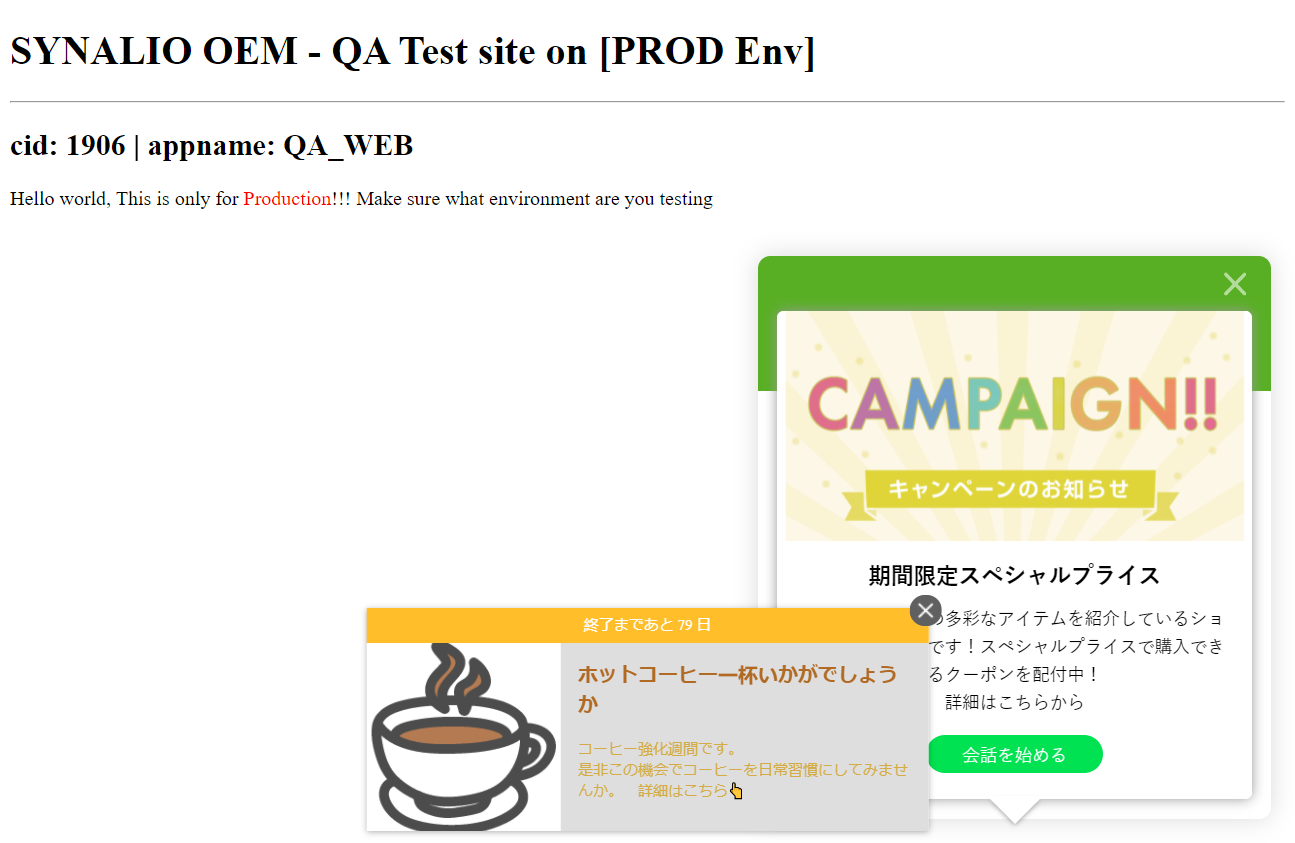 SYNALIO OEM - QA Test site on [PROD Env]
cid: 1906 | appname: QA_WEB
Hello world, This is only for Production!!! Make sure what environment are you testing
CAMPAIGN!!
キャンペーンのお知らせ
期間限定スペシャルプライス
の多彩なアイテムを紹介しているショ
です！スペシャルプライスで購入でき
るクーポンを配付中！
詳細はこちらから
会話を始める
終了まであと 79 日
ホットコーヒー一杯いかがでしょう
か
コーヒー強化週間です。
是非この機会でコーヒーを日常習慣にしてみませ
んか。　詳細はこちら👆